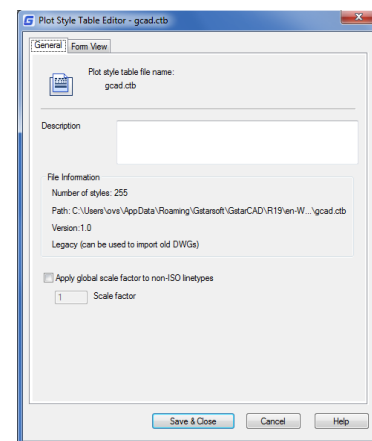 Plot Style Table Editor - gcad.ctb
General Form View
Plot style table file name:
gcad.ctb
Description
File Information
Number of styles: 255
Path: C:\Users\ovs\AppData\Roaming\Gstarsoft\GstarCAD\R19\en-W...\gcad.ctb
Version:1.0
Legacy (can be used to import old DWGs)
Apply global scale factor to non-ISO linetypes
1 Scale factor
Save & Close Cancel Help